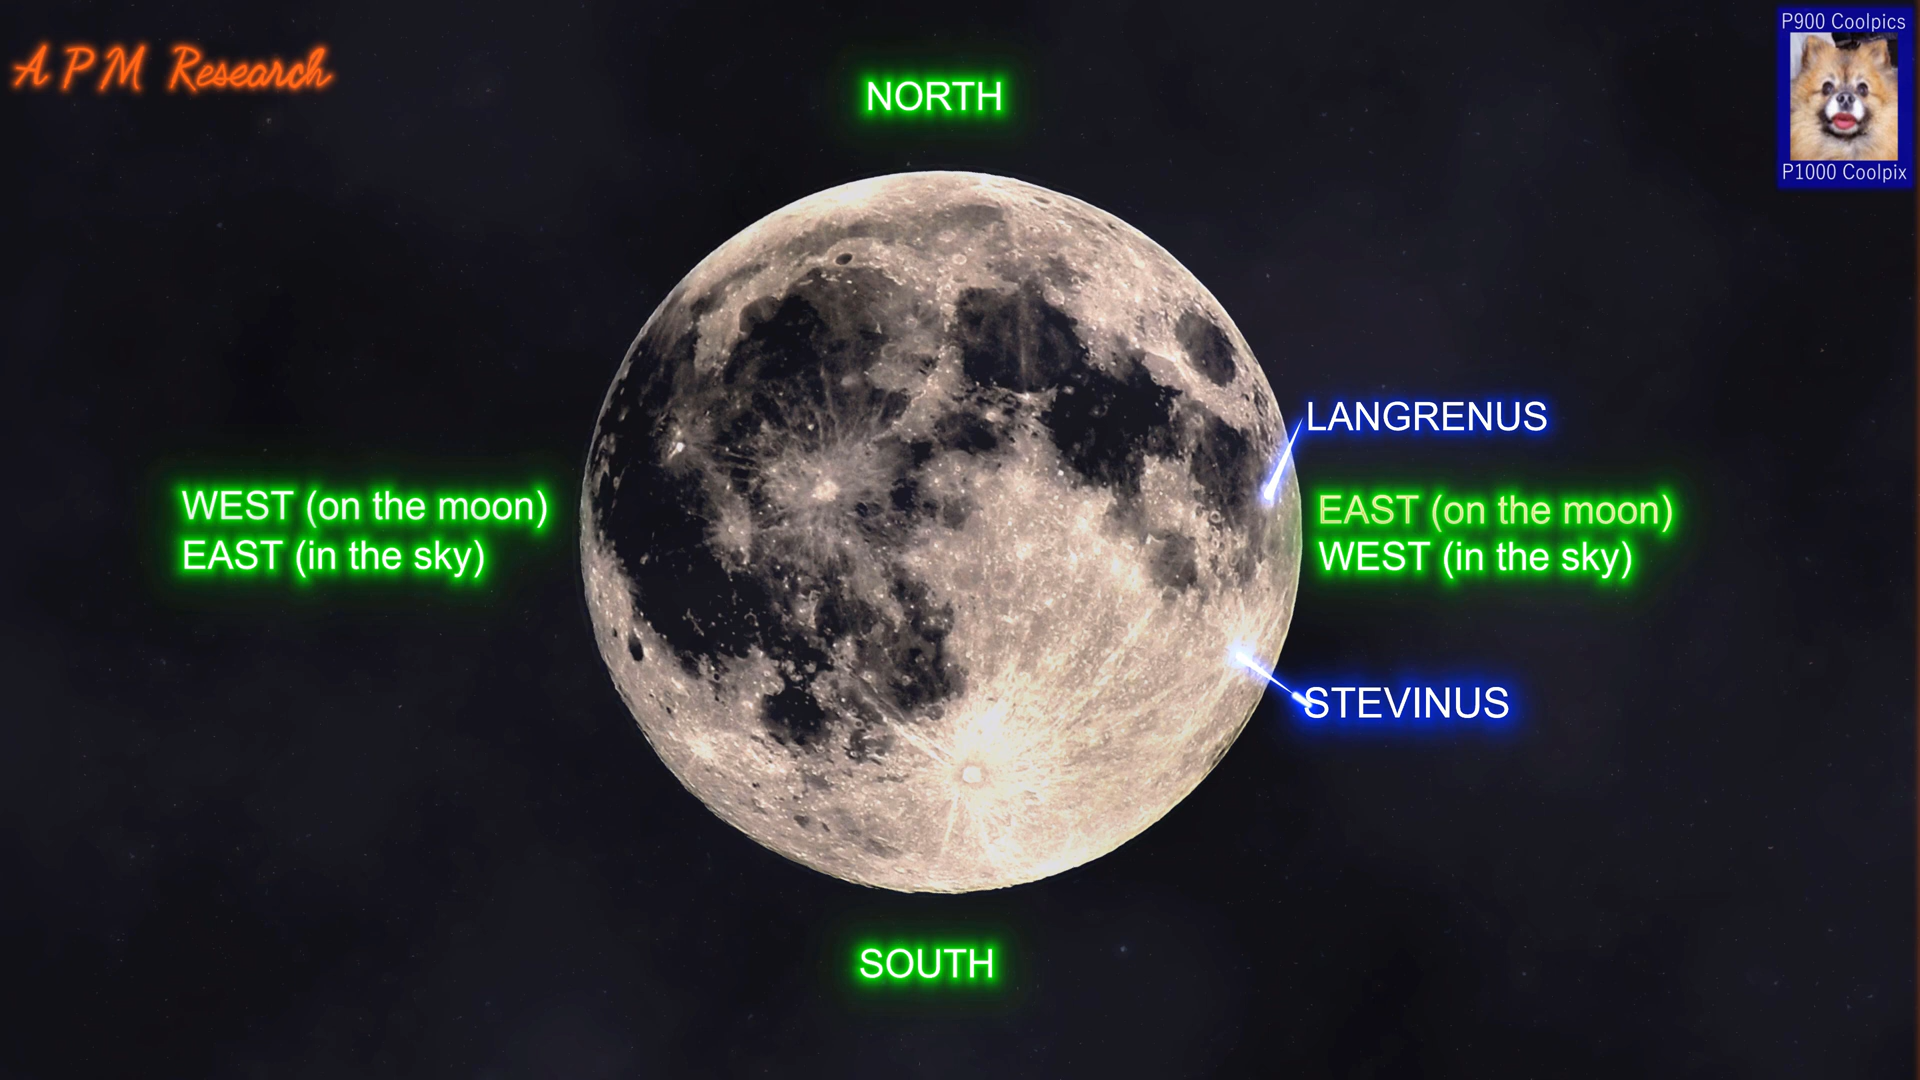 A P M Research
P900 Coolpics
P1000 Coolpix
NORTH
LANGRENUS
WEST (on the moon)
EAST (in the sky)
EAST (on the moon)
WEST (in the sky)
STEVINUS
SOUTH